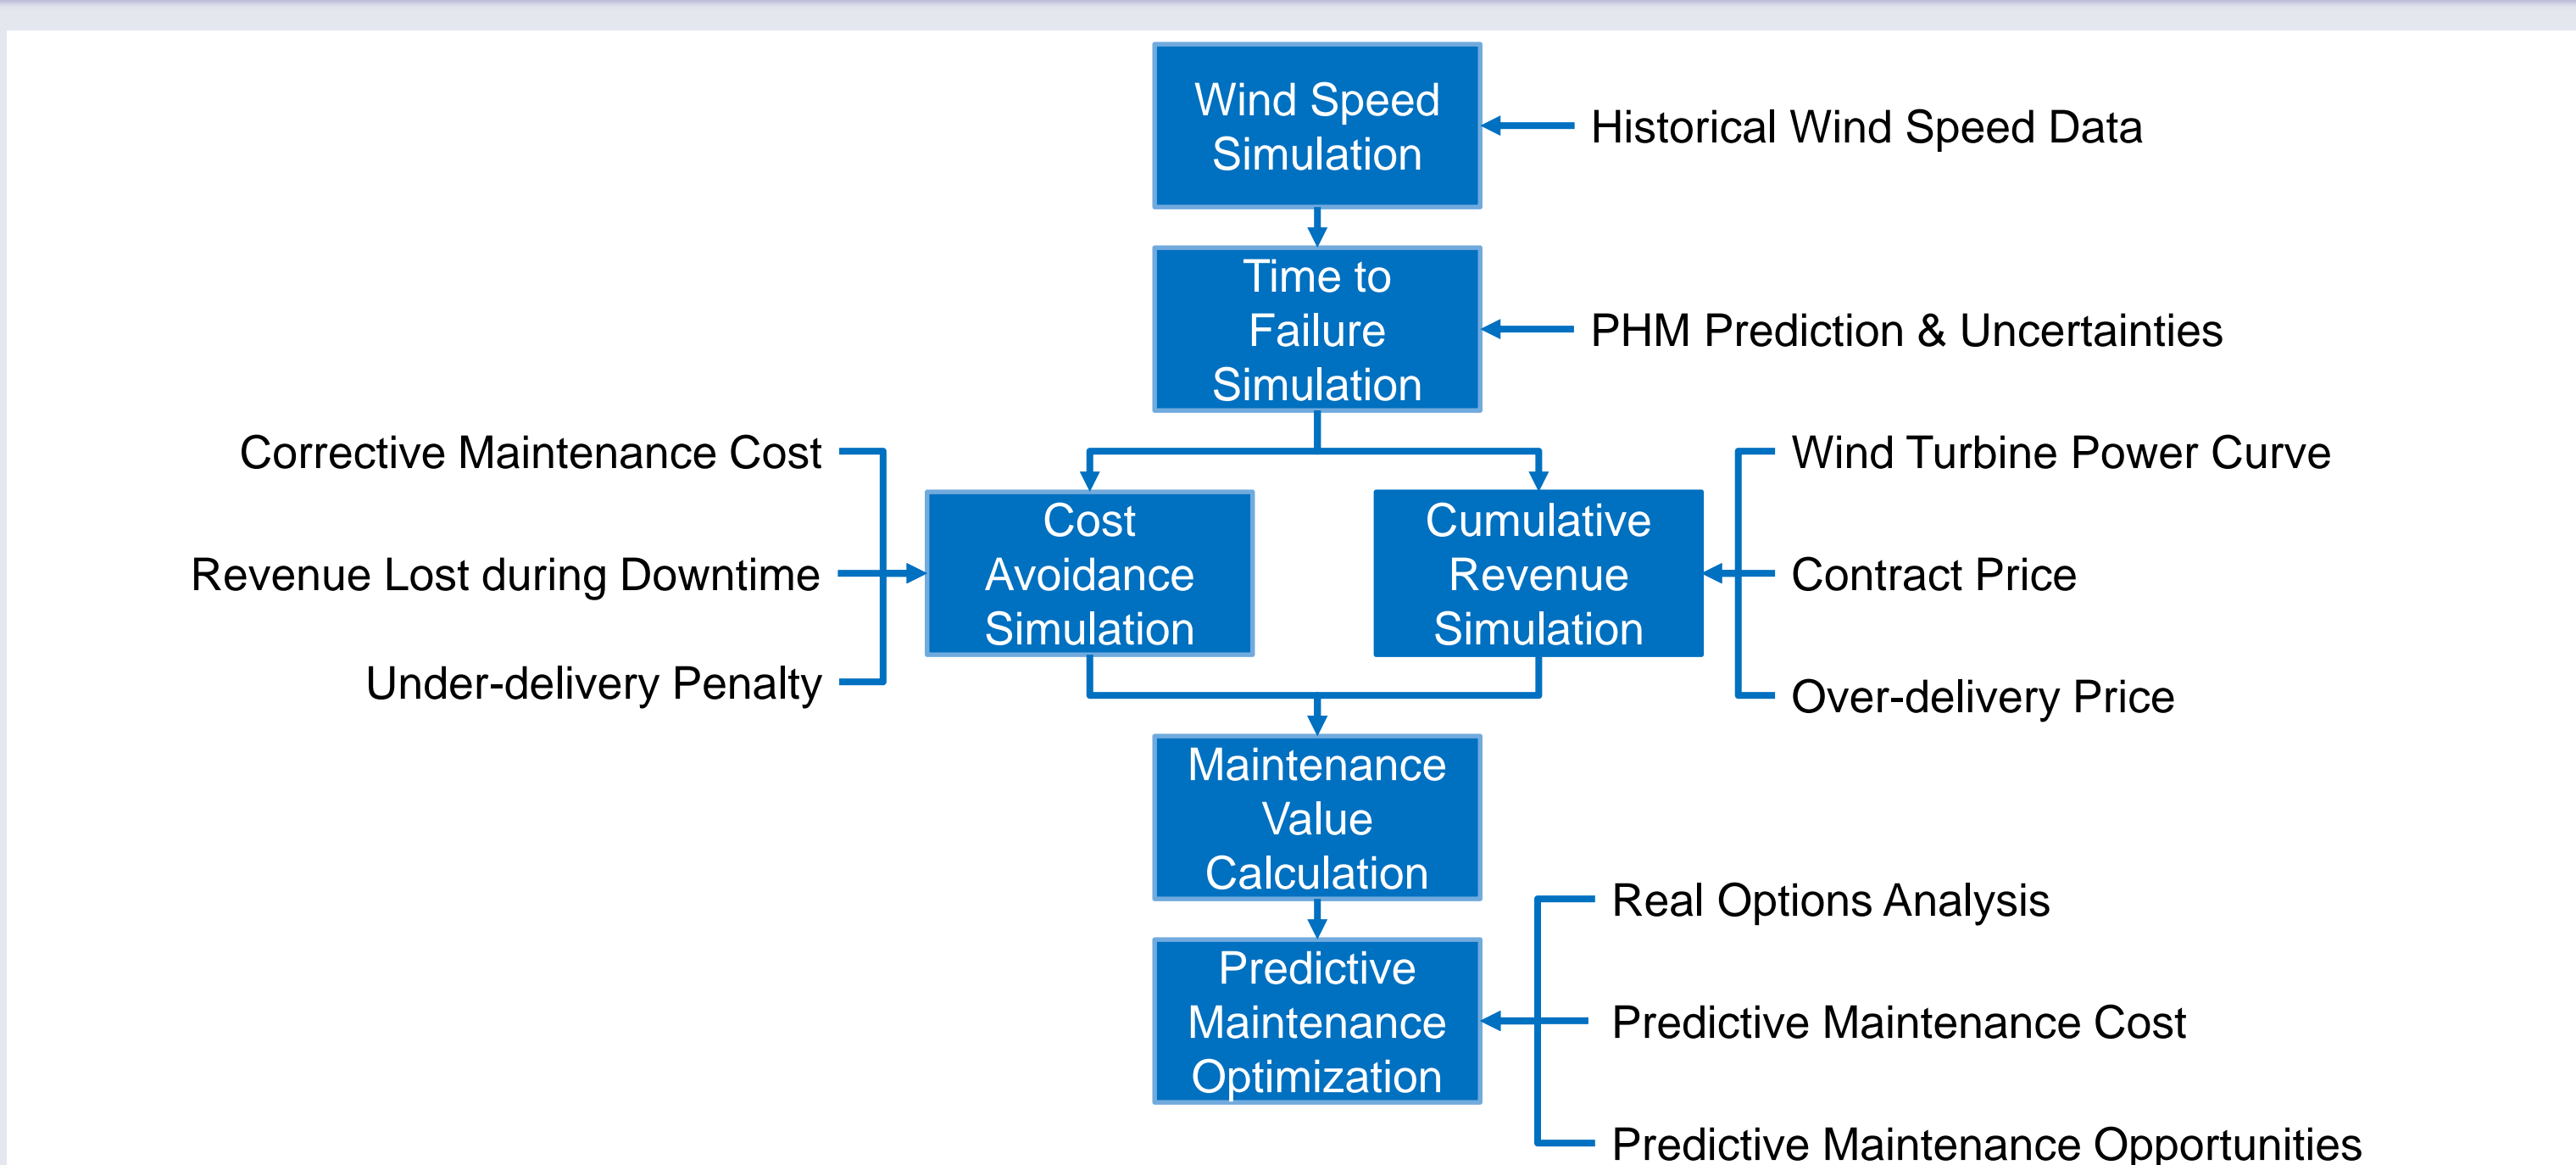 Wind Speed
Simulation
Historical Wind Speed Data
Time to
Failure
Simulation
PHM Prediction & Uncertainties
Corrective Maintenance Cost
Revenue Lost during Downtime
Under-delivery Penalty
Cost
Avoidance
Simulation
Cumulative
Revenue
Simulation
Wind Turbine Power Curve
Contract Price
Over-delivery Price
Maintenance
Value
Calculation
Predictive
Maintenance
Optimization
Real Options Analysis
Predictive Maintenance Cost
Predictive Maintenance Opportunities